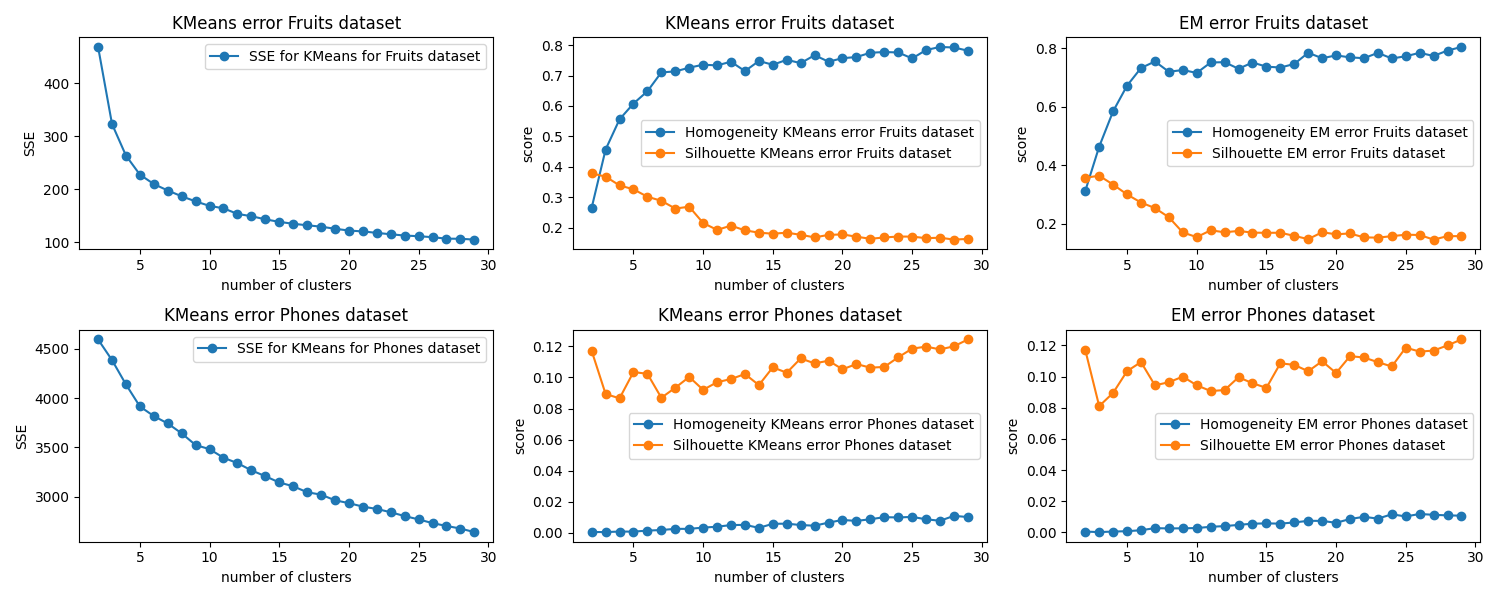 KMeans error Fruits dataset
SSE for KMeans for Fruits dataset
SSE
400
300
200
100
5 10 15 20 25 30
number of clusters
KMeans error Fruits dataset
Homogeneity KMeans error Fruits dataset
Silhouette KMeans error Fruits dataset
score
0.8
0.7
0.6
0.5
0.4
0.3
0.2
5 10 15 20 25 30
number of clusters
EM error Fruits dataset
Homogeneity EM error Fruits dataset
Silhouette EM error Fruits dataset
score
0.8
0.6
0.4
0.2
5 10 15 20 25 30
number of clusters
KMeans error Phones dataset
SSE for KMeans for Phones dataset
SSE
4500
4000
3500
3000
5 10 15 20 25 30
number of clusters
KMeans error Phones dataset
Homogeneity KMeans error Phones dataset
Silhouette KMeans error Phones dataset
score
0.12
0.10
0.08
0.06
0.04
0.02
0.00
5 10 15 20 25 30
number of clusters
EM error Phones dataset
Homogeneity EM error Phones dataset
Silhouette EM error Phones dataset
score
0.12
0.10
0.08
0.06
0.04
0.02
0.00
5 10 15 20 25 30
number of clusters